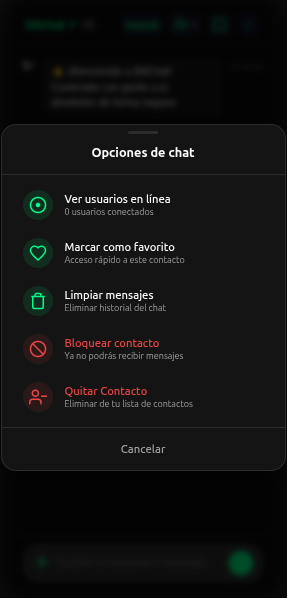 Opciones de chat
Ver usuarios en línea
0 usuarios conectados
Marcar como favorito
Acceso rápido a este contacto
Limpiar mensajes
Eliminar historial del chat
Bloquear contacto
Ya no podrás recibir mensajes
Quitar Contacto
Eliminar de tu lista de contactos
Cancelar